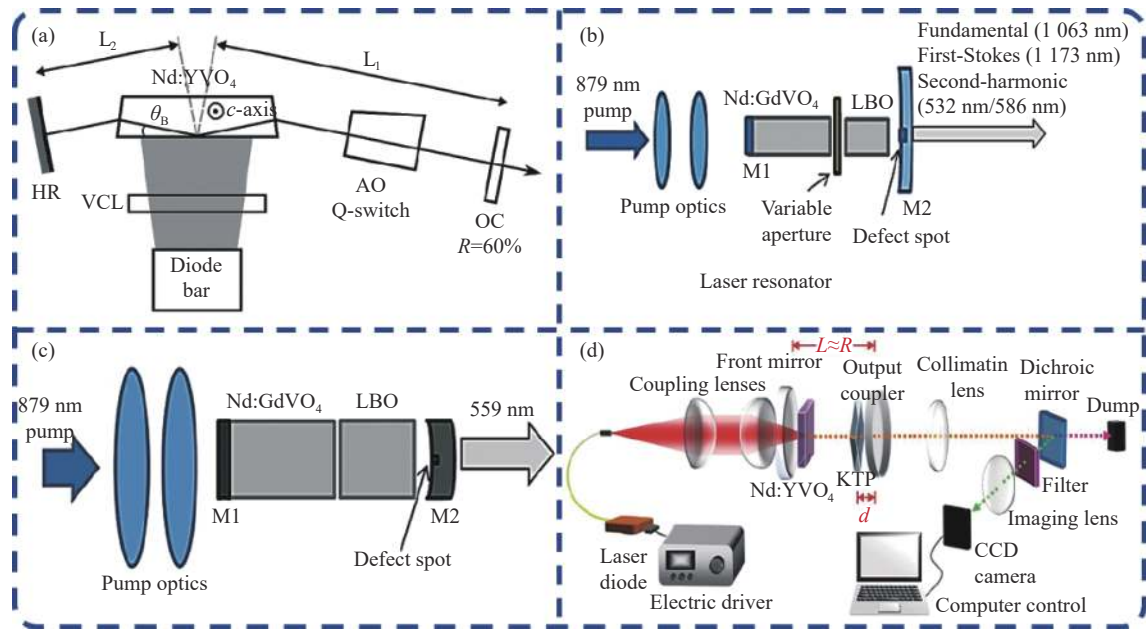 (a)
L₂
L₁
Nd:YVO₄
c-axis
θ_B
HR
VCL
AO
Q-switch
OC
R=60%
Diode
bar
(b)
Fundamental (1 063 nm)
First-Stokes (1 173 nm)
Second-harmonic
(532 nm/586 nm)
879 nm
pump
Nd:GdVO₄
LBO
M1
Pump optics
Variable
aperture
M2
Defect spot
Laser resonator
(c)
879 nm
pump
Nd:GdVO₄
LBO
559 nm
M1
M2
Defect spot
Pump optics
(d)
L≈R
Front mirror
Output
coupler
Collimatin
lens
Dichroic
mirror
Coupling lenses
Dump
Nd:YVO₄
KTP
d
Filter
Imaging lens
Laser
diode
Electric driver
CCD
camera
Computer control